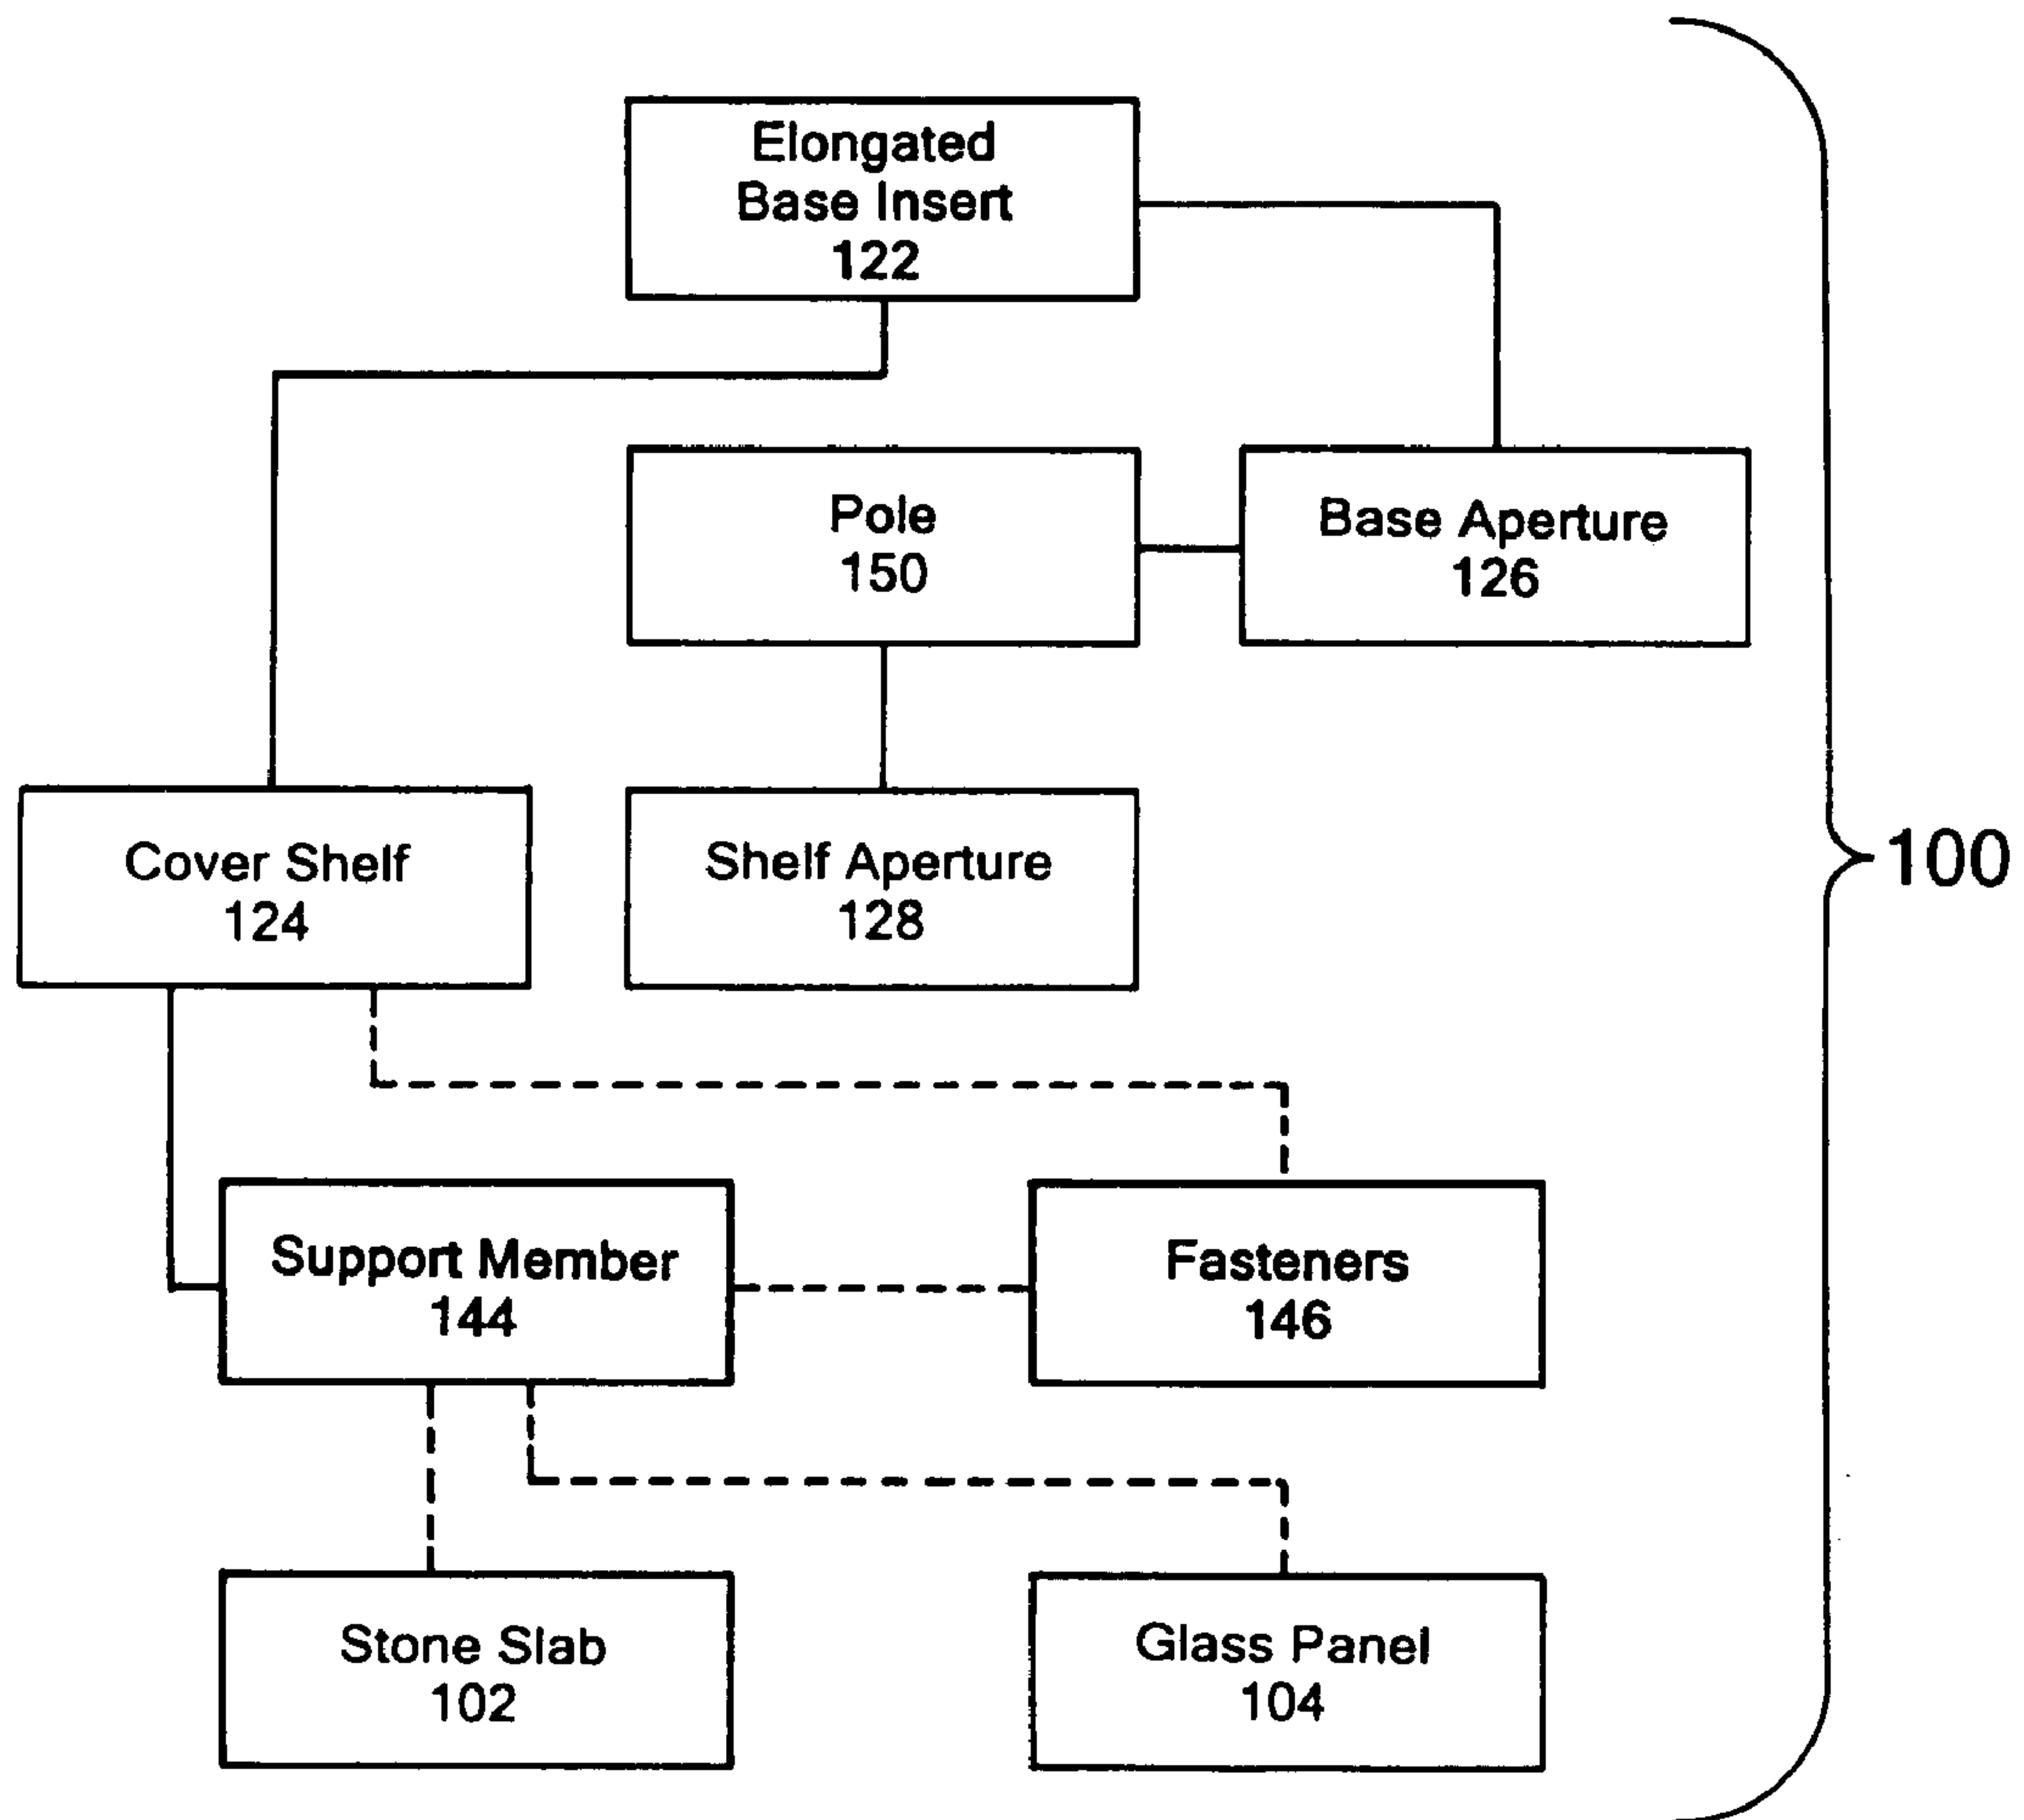 Elongated
Base Insert
122
Pole
150
Base Aperture
126
Cover Shelf
124
Shelf Aperture
128
100
Support Member
144
Fasteners
146
Stone Slab
102
Glass Panel
104